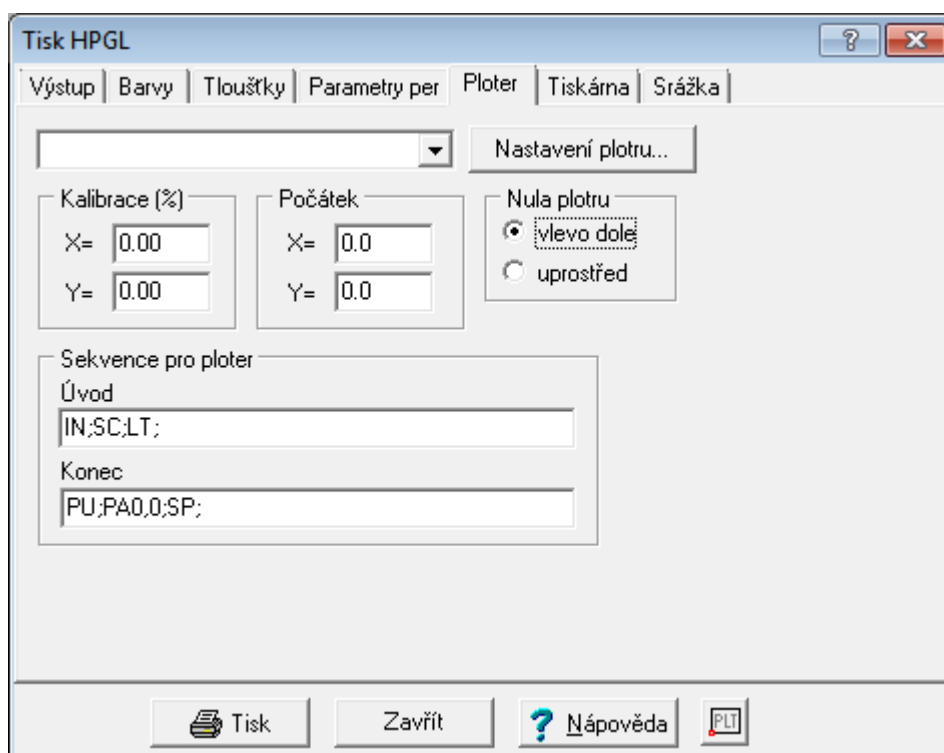 Tisk HPGL
Výstup Barvy Tloušťky Parametry per Ploter Tiskárna Srážka
Nastavení plotru...
Kalibrace (%) Počátek Nula plotru
X= 0.00 X= 0.0 vlevo dole
Y= 0.00 Y= 0.0 uprostřed
Sekvence pro ploter
Úvod
IN;SC;LT;
Konec
PU;PA0,0;SP;
Tisk Zavřít ? Nápověda PLT